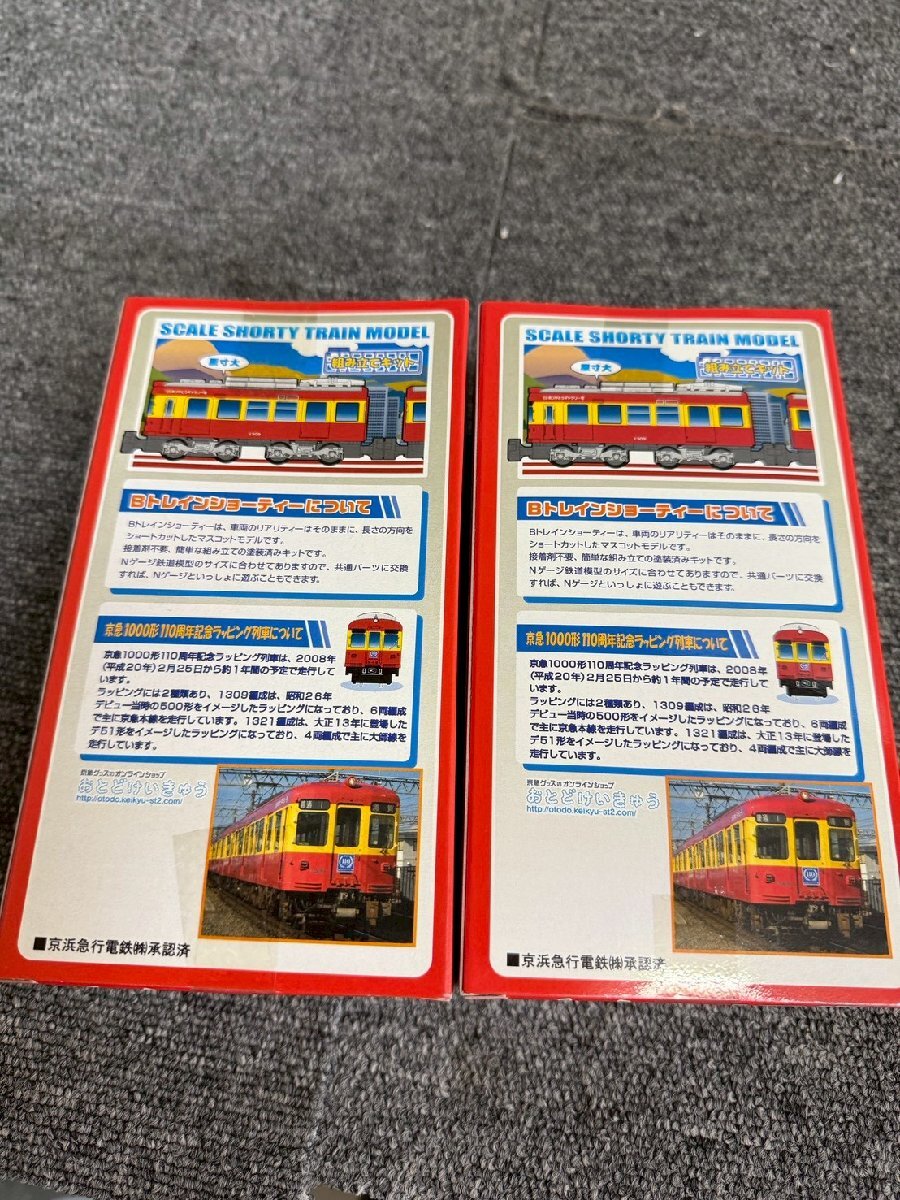 SCALE SHORTY TRAIN MODEL
原寸大
組み立てキット
Bトレインショーティーについて
Bトレインショーティーは、車両のリアリティーはそのままに、長さの方向を
ショートカットしたマスコットモデルです。
接着剤不要、簡単な組み立ての塗装済みキットです。
Nゲージ鉄道模型のサイズに合わせてありますので、共通パーツに交換
すれば、Nゲージといっしょに遊ぶこともできます。
京急1000形110周年記念ラッピング列車について
京急1000形110周年記念ラッピング列車は、2008年
(平成20年)2月25日から約1年間の予定で走行して
います。
ラッピングには2種類あり、1309編成は、昭和26年
デビュー当時の500形をイメージしたラッピングになっており、6両編成
で主に京急本線を走行しています。1321編成は、大正13年に登場した
デ51形をイメージしたラッピングになっており、4両編成で主に大師線を
走行しています。
京急グッズのオンラインショップ
おとどけいきゅう
http://otodo.keikyu-st2.com/
■京浜急行電鉄㈱承認済
SCALE SHORTY TRAIN MODEL
原寸大
組み立てキット
Bトレインショーティーについて
Bトレインショーティーは、車両のリアリティーはそのままに、長さの方向を
ショートカットしたマスコットモデルです。
接着剤不要、簡単な組み立ての塗装済みキットです。
Nゲージ鉄道模型のサイズに合わせてありますので、共通パーツに交換
すれば、Nゲージといっしょに遊ぶこともできます。
京急1000形110周年記念ラッピング列車について
京急1000形110周年記念ラッピング列車は、2008年
(平成20年)2月25日から約1年間の予定で走行して
います。
ラッピングには2種類あり、1309編成は、昭和26年
デビュー当時の500形をイメージしたラッピングになっており、6両編成
で主に京急本線を走行しています。1321編成は、大正13年に登場した
デ51形をイメージしたラッピングになっており、4両編成で主に大師線を
走行しています。
京急グッズのオンラインショップ
おとどけいきゅう
http://otodo.keikyu-st2.com/
■京浜急行電鉄㈱承認済